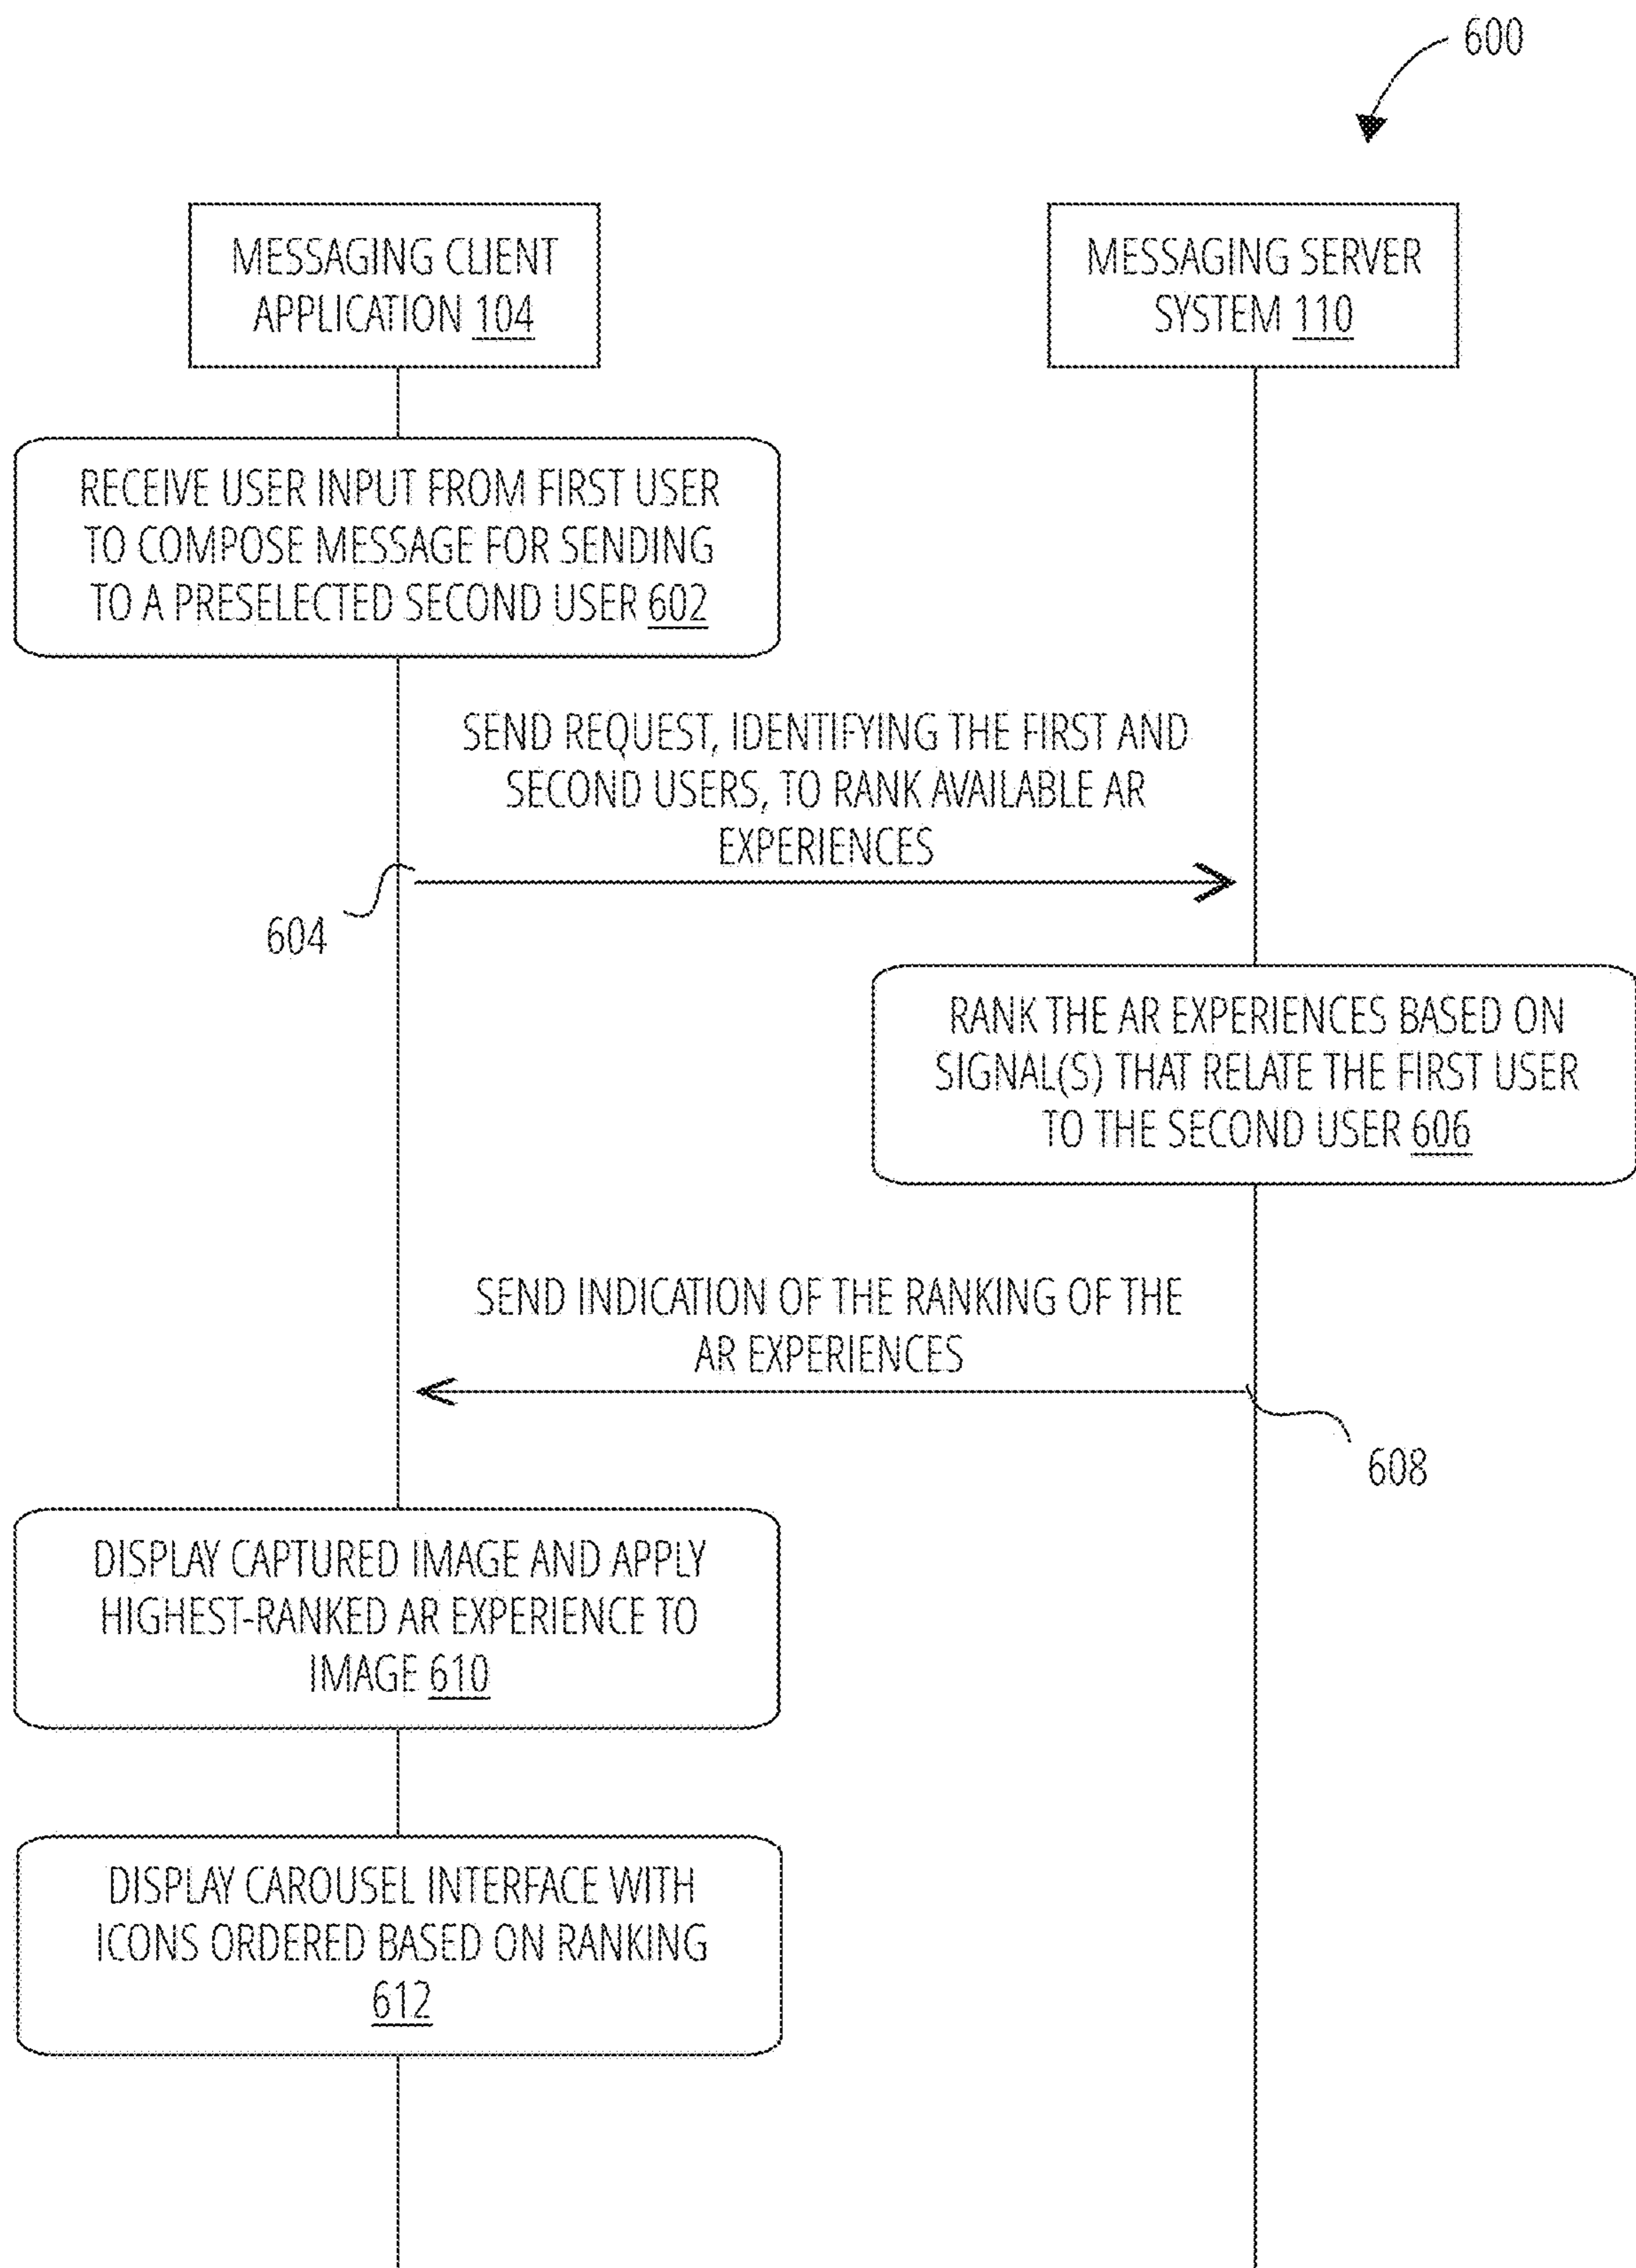 600
MESSAGING CLIENT
APPLICATION 104
MESSAGING SERVER
SYSTEM 110
RECEIVE USER INPUT FROM FIRST USER
TO COMPOSE MESSAGE FOR SENDING
TO A PRESELECTED SECOND USER 602
SEND REQUEST, IDENTIFYING THE FIRST AND
SECOND USERS, TO RANK AVAILABLE AR
EXPERIENCES
604
RANK THE AR EXPERIENCES BASED ON
SIGNAL(S) THAT RELATE THE FIRST USER
TO THE SECOND USER 606
SEND INDICATION OF THE RANKING OF THE
AR EXPERIENCES
608
DISPLAY CAPTURED IMAGE AND APPLY
HIGHEST-RANKED AR EXPERIENCE TO
IMAGE 610
DISPLAY CAROUSEL INTERFACE WITH
ICONS ORDERED BASED ON RANKING
612